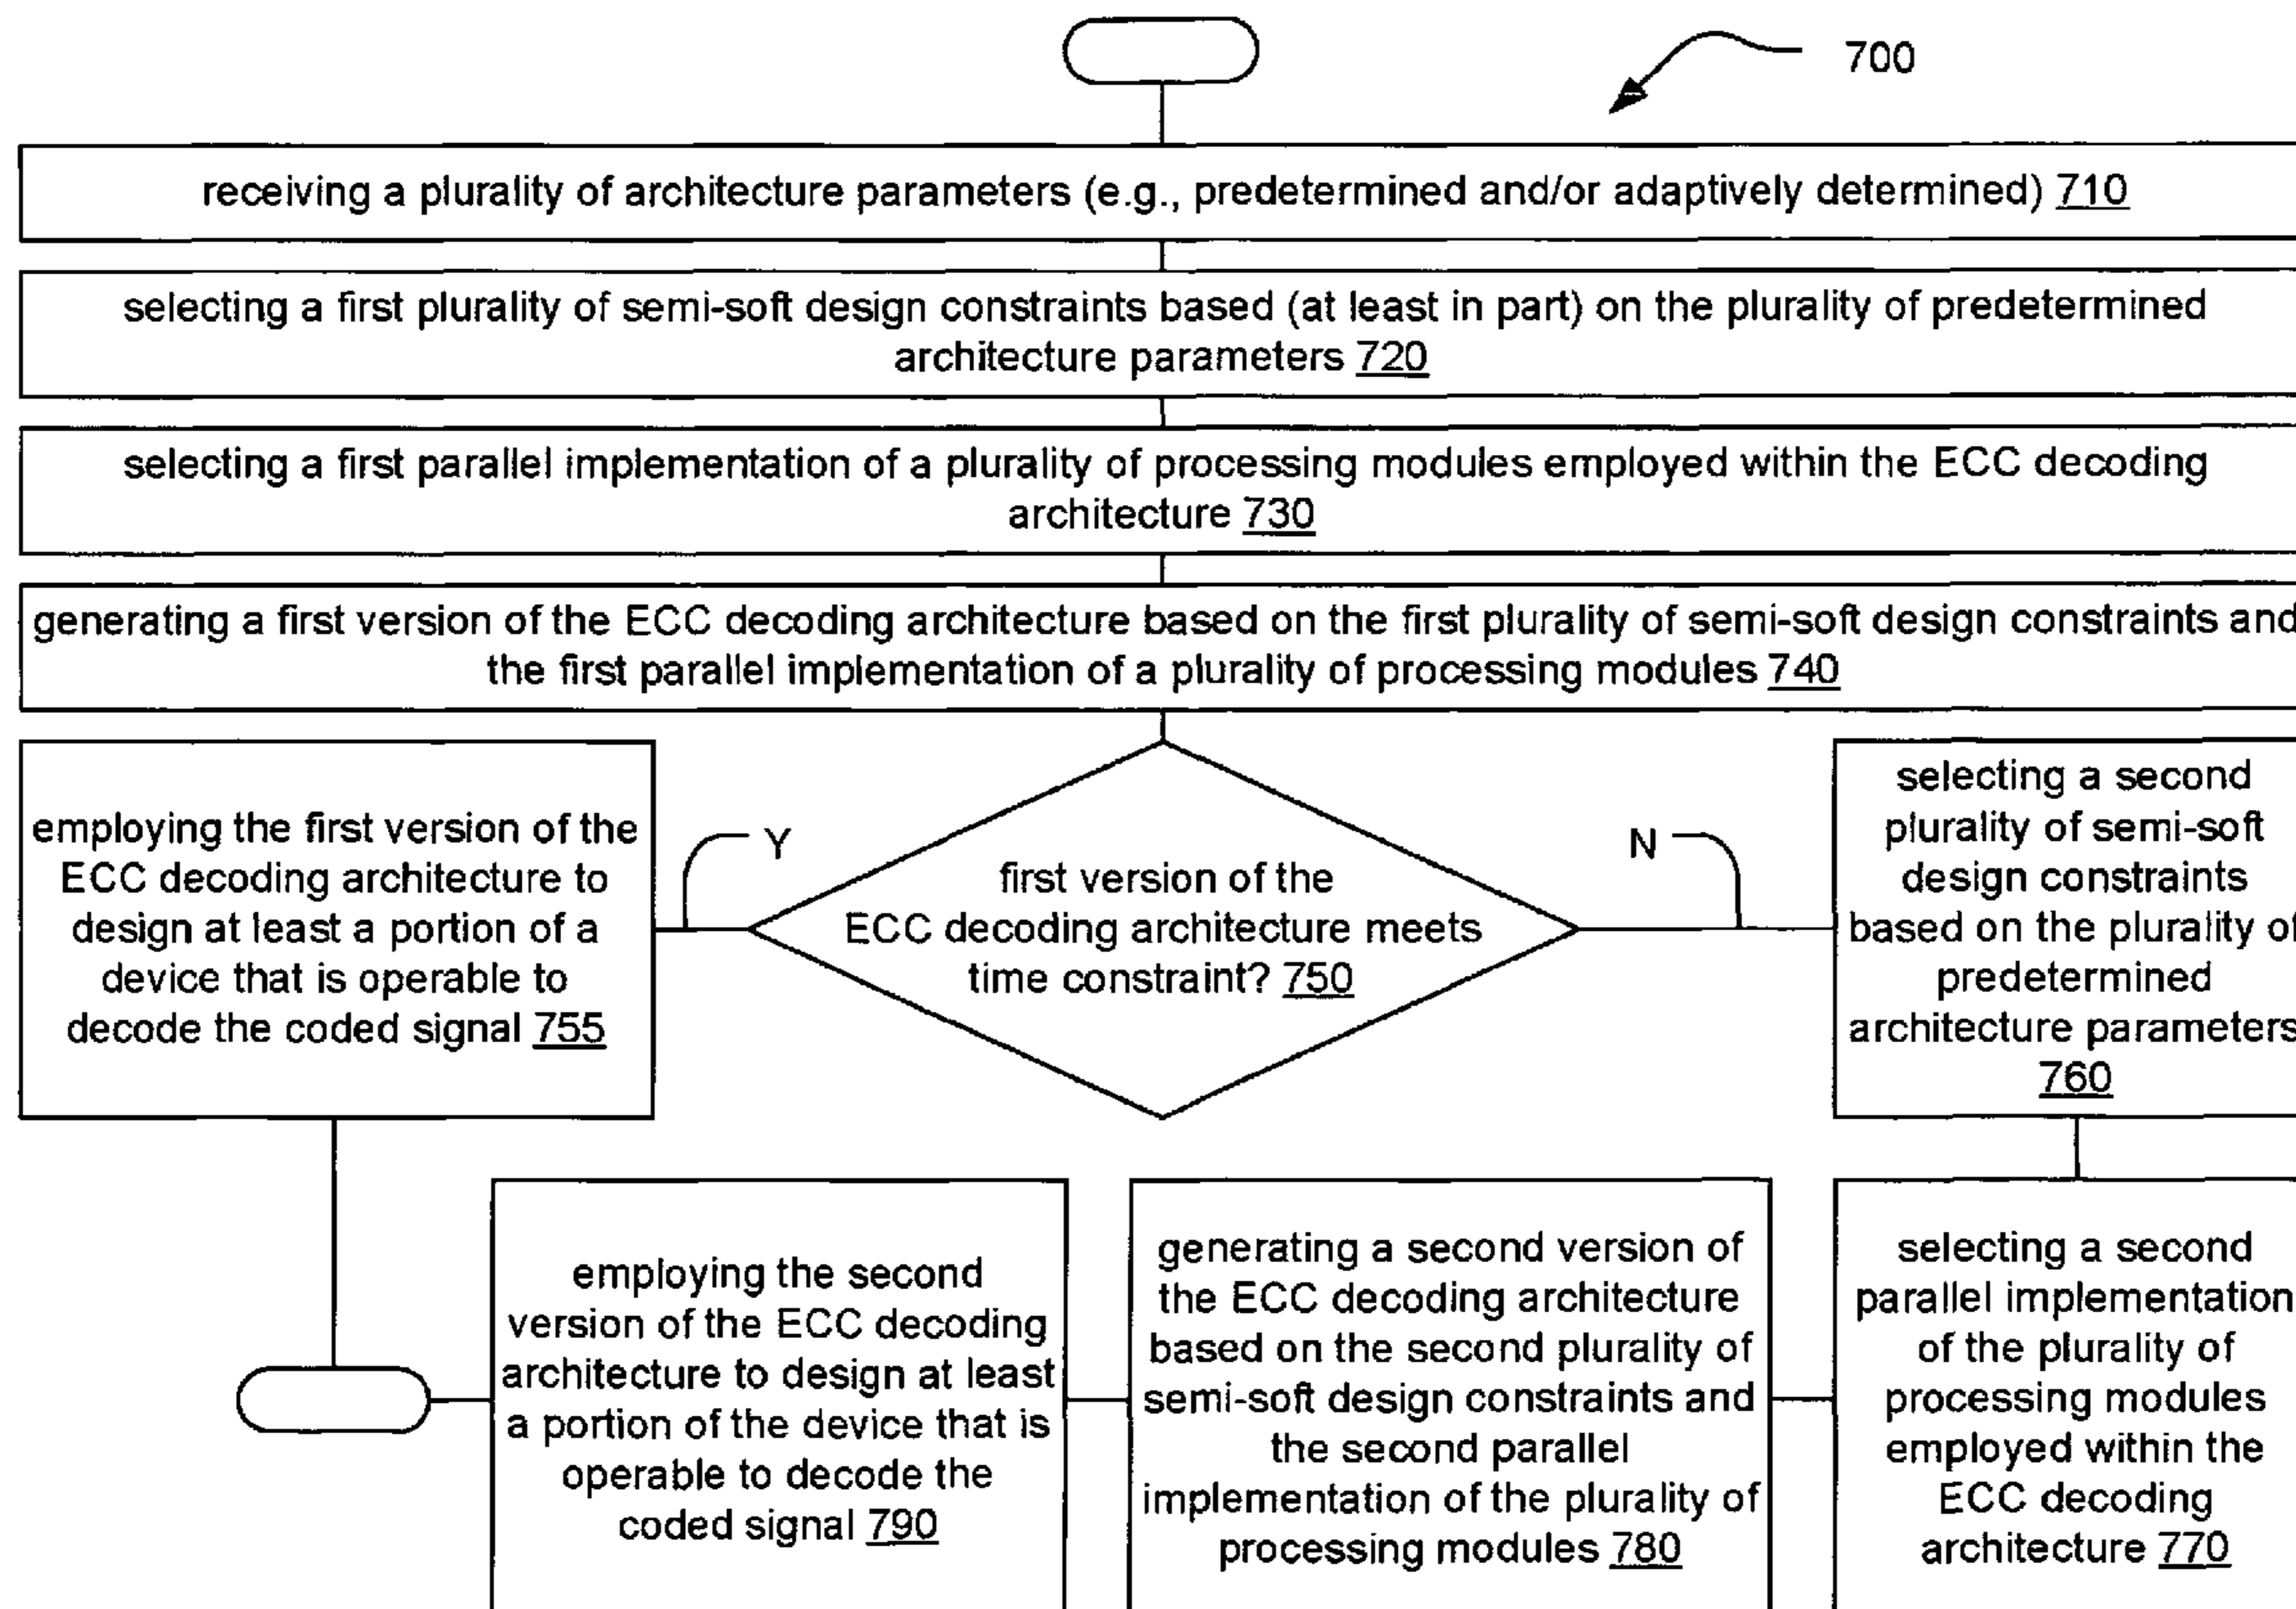 700
receiving a plurality of architecture parameters (e.g., predetermined and/or adaptively determined) 710
selecting a first plurality of semi-soft design constraints based (at least in part) on the plurality of predetermined
architecture parameters 720
selecting a first parallel implementation of a plurality of processing modules employed within the ECC decoding
architecture 730
generating a first version of the ECC decoding architecture based on the first plurality of semi-soft design constraints and
the first parallel implementation of a plurality of processing modules 740
employing the first version of the
ECC decoding architecture to
design at least a portion of a
device that is operable to
decode the coded signal 755
Y
first version of the
ECC decoding architecture meets
time constraint? 750
N
selecting a second
plurality of semi-soft
design constraints
based on the plurality of
predetermined
architecture parameters
760
employing the second
version of the ECC decoding
architecture to design at least
a portion of the device that is
operable to decode the
coded signal 790
generating a second version of
the ECC decoding architecture
based on the second plurality of
semi-soft design constraints and
the second parallel
implementation of the plurality of
processing modules 780
selecting a second
parallel implementation
of the plurality of
processing modules
employed within the
ECC decoding
architecture 770